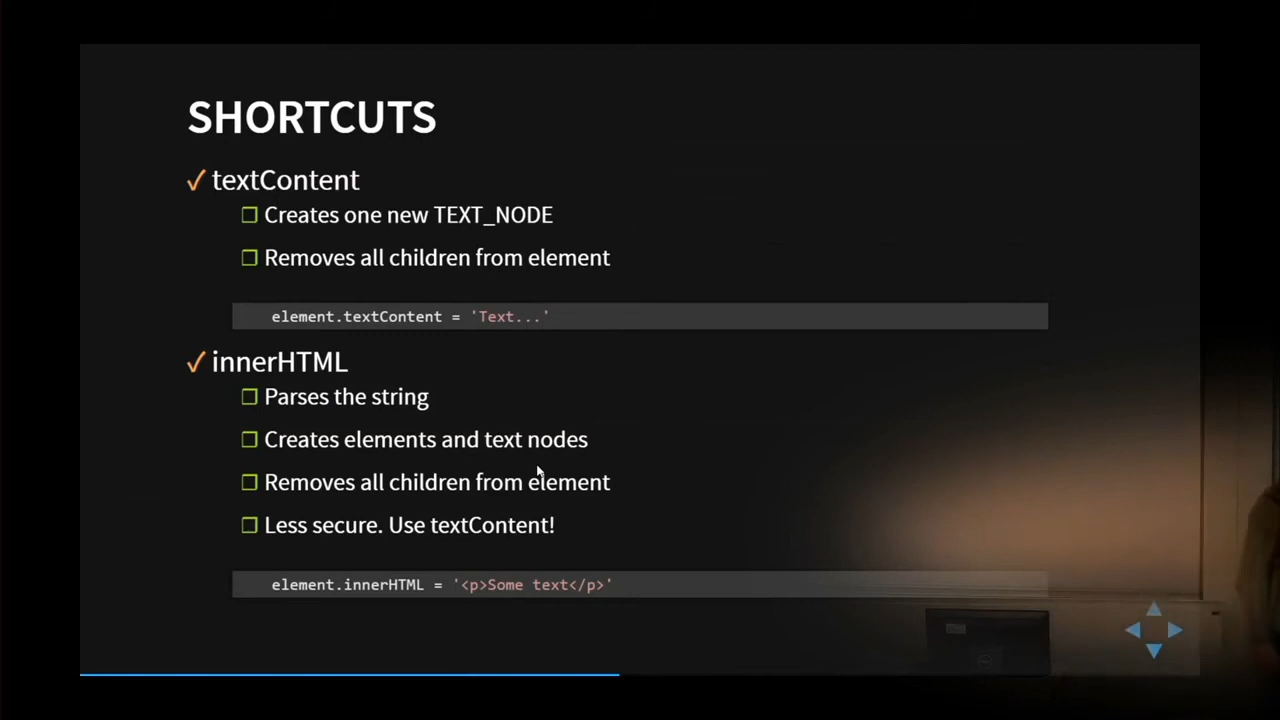 SHORTCUTS
✓ textContent
❐ Creates one new TEXT_NODE
❐ Removes all children from element
element.textContent = 'Text...'
✓ innerHTML
❐ Parses the string
❐ Creates elements and text nodes
❐ Removes all children from element
❐ Less secure. Use textContent!
element.innerHTML = '<p>Some text</p>'